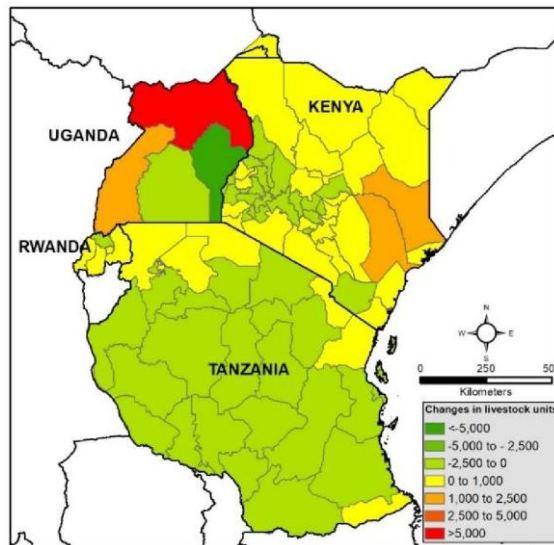 KENYA
UGANDA
RWANDA
TANZANIA
N
W E
S
0 250 50
Kilometers
Changes in livestock units
<-5,000
-5,000 to - 2,500
-2,500 to 0
0 to 1,000
1,000 to 2,500
2,500 to 5,000
>5,000